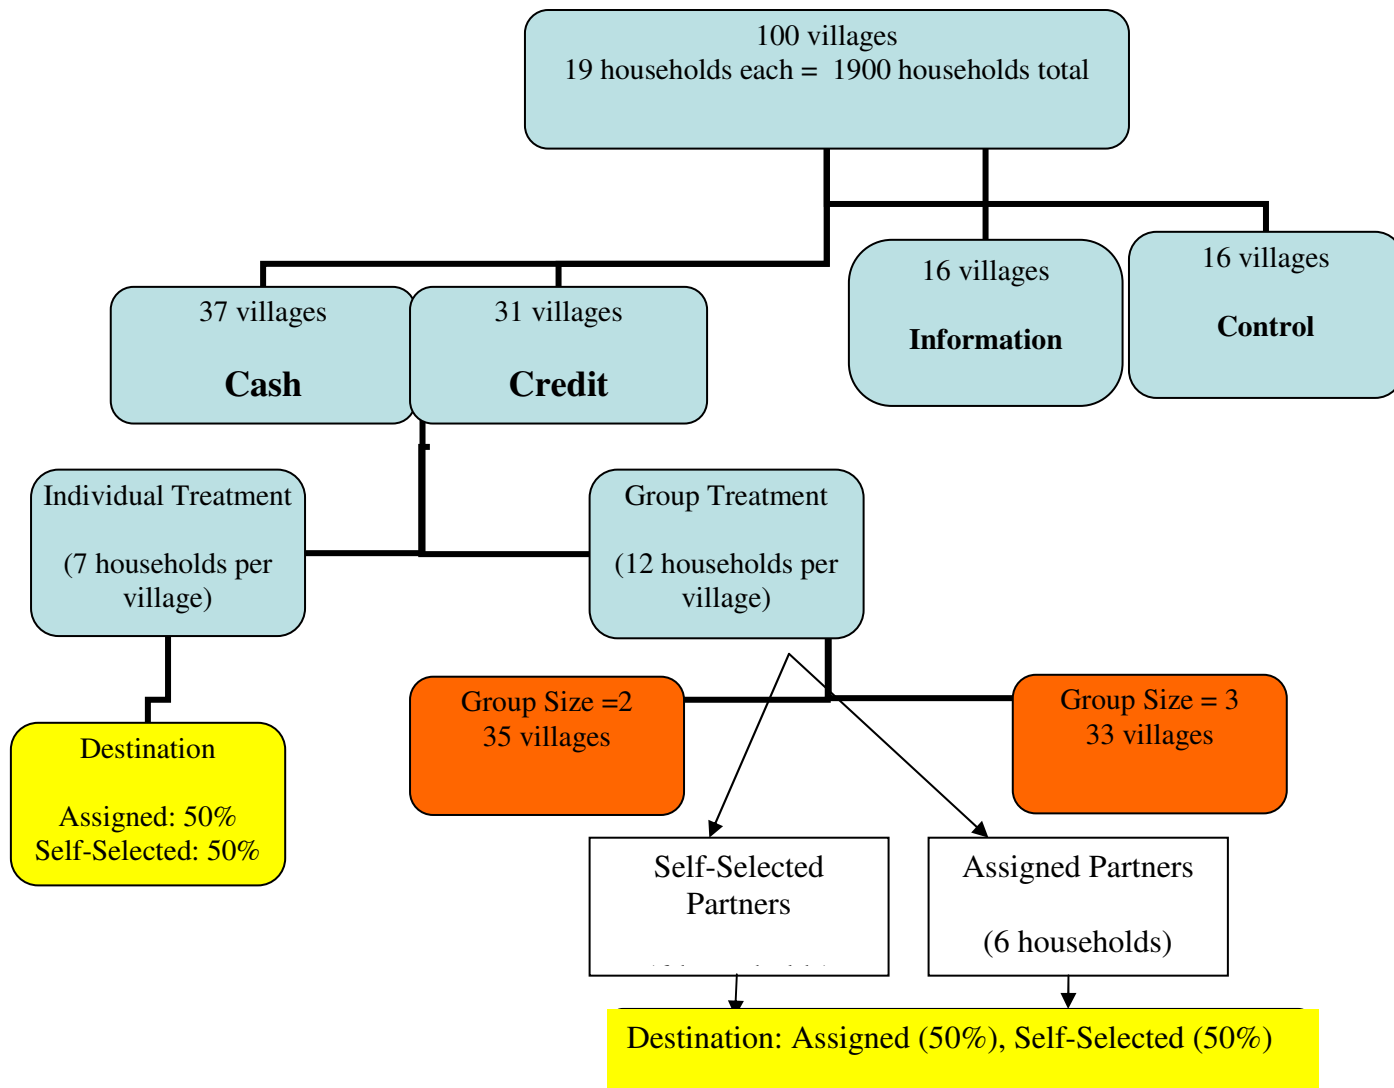 100 villages
19 households each =  1900 households total
37 villages
Cash
31 villages
Credit
16 villages
Information
16 villages
Control
Individual Treatment
(7 households per
village)
Group Treatment
(12 households per
village)
Group Size =2
35 villages
Group Size = 3
33 villages
Destination
Assigned: 50%
Self-Selected: 50%
Self-Selected
Partners
Assigned Partners
(6 households)
Destination: Assigned (50%), Self-Selected (50%)